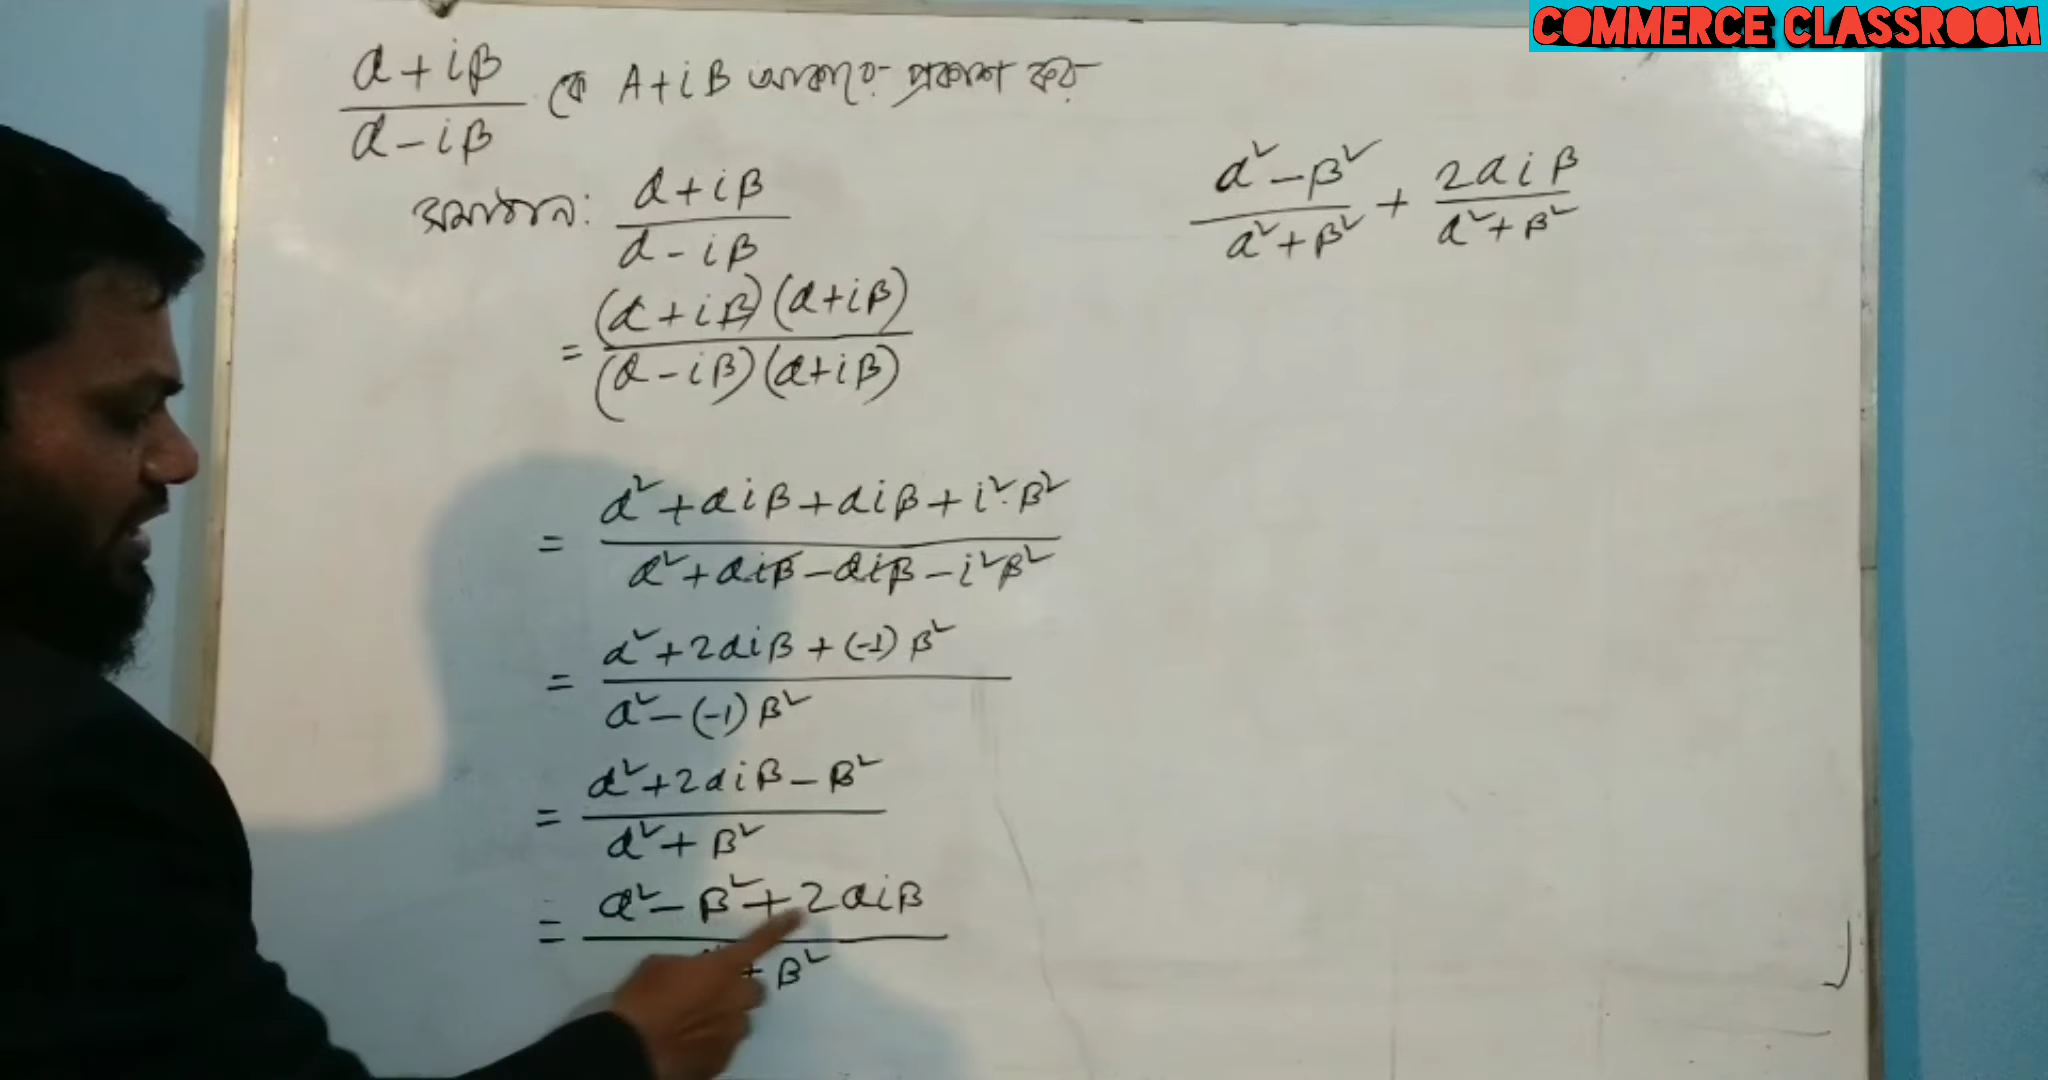 COMMERCE CLASSROOM
(α+iβ)/(α-iβ) কে A+iB আকারে প্রকাশ কর
সমাধান: (α+iβ)/(α-iβ)
= (α+iβ)(α+iβ)/(α-iβ)(α+iβ)
= (α²+αiβ+αiβ+i²·β²)/(α²+αiβ-αiβ-i²β²)
= (α²+2αiβ+(-1)β²)/(α²-(-1)β²)
= (α²+2αiβ-β²)/(α²+β²)
= (α²-β²+2αiβ)/(+β²)
(α²-β²)/(α²+β²) + (2αiβ)/(α²+β²)